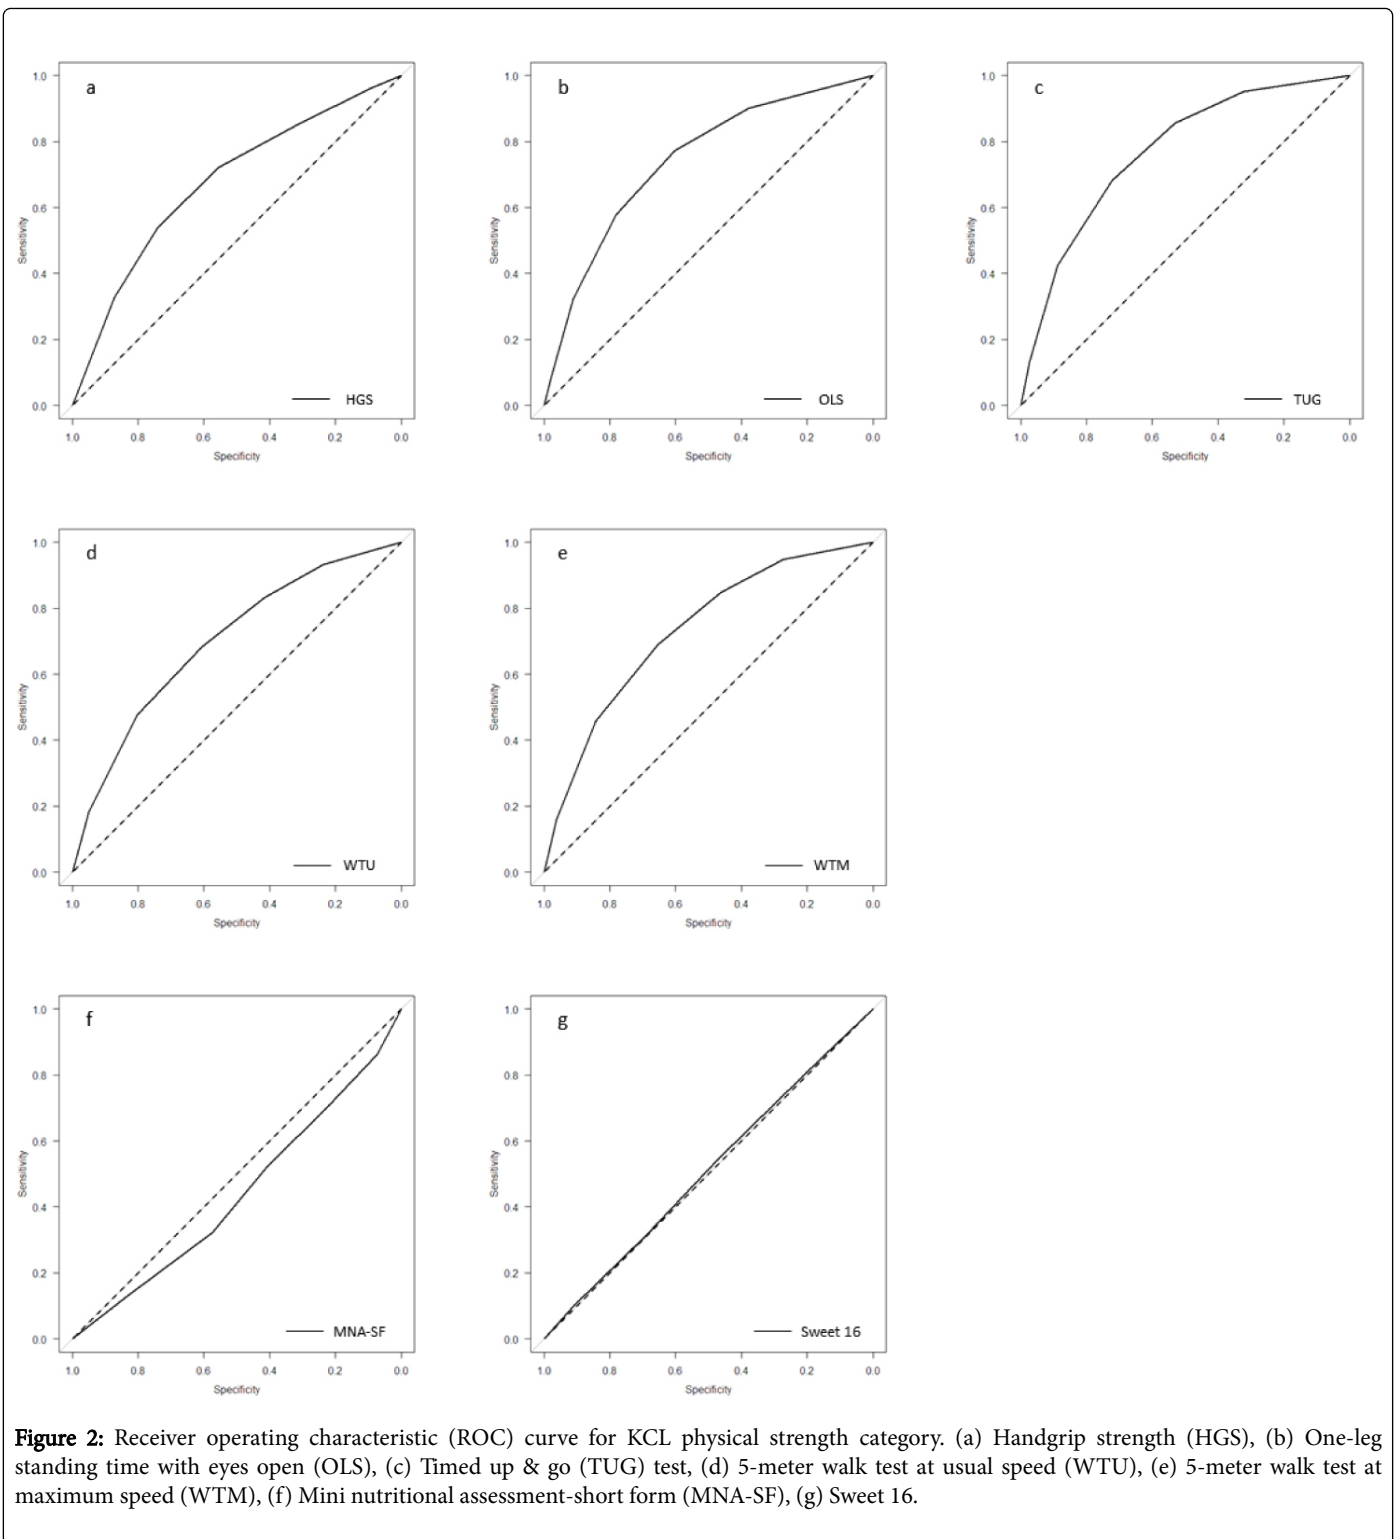 a
b
c
1.0
0.8
0.6
0.4
0.2
0.0
Sensitivity
HGS
1.0 0.8 0.6 0.4 0.2 0.0
Specificity
1.0
0.8
0.6
0.4
0.2
0.0
Sensitivity
OLS
1.0 0.8 0.6 0.4 0.2 0.0
Specificity
1.0
0.8
0.6
0.4
0.2
0.0
Sensitivity
TUG
1.0 0.8 0.6 0.4 0.2 0.0
Specificity
d
e
1.0
0.8
0.6
0.4
0.2
0.0
Sensitivity
WTU
1.0 0.8 0.6 0.4 0.2 0.0
Specificity
1.0
0.8
0.6
0.4
0.2
0.0
Sensitivity
WTM
1.0 0.8 0.6 0.4 0.2 0.0
Specificity
f
g
1.0
0.8
0.6
0.4
0.2
0.0
Sensitivity
MNA-SF
1.0 0.8 0.6 0.4 0.2 0.0
Specificity
1.0
0.8
0.6
0.4
0.2
0.0
Sensitivity
Sweet 16
1.0 0.8 0.6 0.4 0.2 0.0
Specificity
Figure 2: Receiver operating characteristic (ROC) curve for KCL physical strength category. (a) Handgrip strength (HGS), (b) One-leg
standing time with eyes open (OLS), (c) Timed up & go (TUG) test, (d) 5-meter walk test at usual speed (WTU), (e) 5-meter walk test at
maximum speed (WTM), (f) Mini nutritional assessment-short form (MNA-SF), (g) Sweet 16.